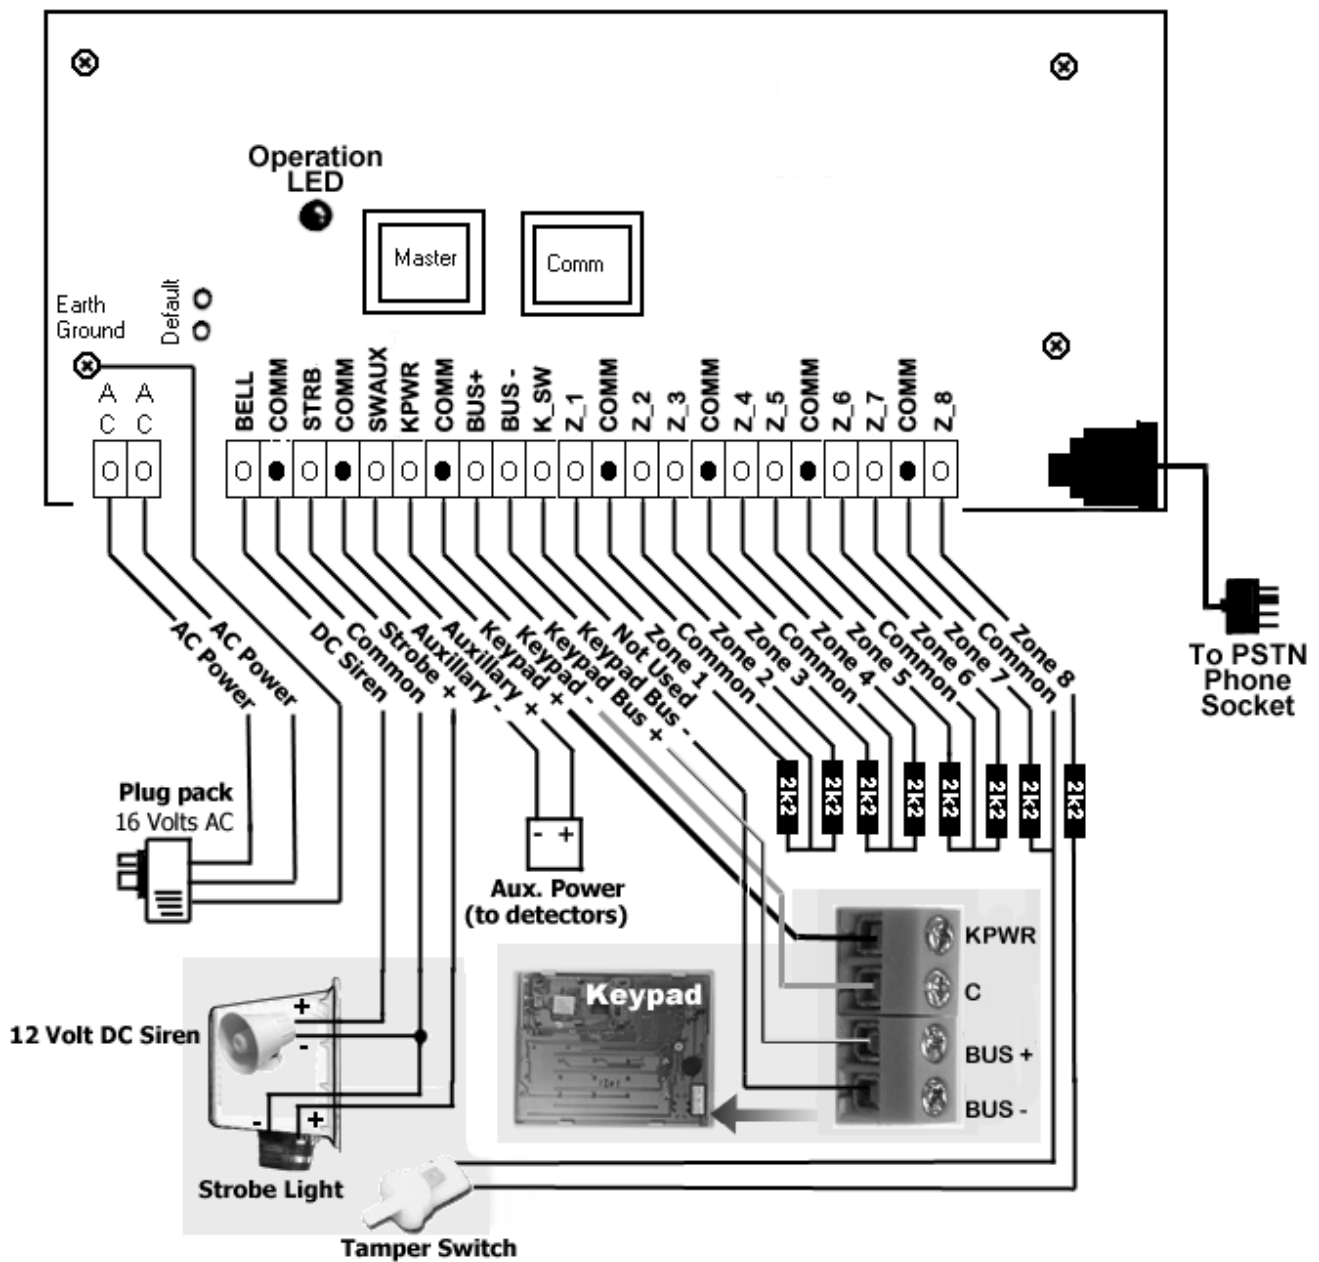 Operation
LED
Master
Comm
Earth
Ground
Default
A
C
A
C
BELL
COMM
STRB
COMM
SWAUX
KPWR
COMM
BUS+
BUS -
K_SW
Z_1
COMM
Z_2
Z_3
COMM
Z_4
Z_5
COMM
Z_6
Z_7
COMM
Z_8
AC Power
AC Power
DC Siren
Common
Strobe +
Auxillary -
Auxillary +
Keypad +
Keypad -
Keypad Bus +
Keypad Bus -
Not Used
Zone 1
Common
Zone 2
Zone 3
Common
Zone 4
Zone 5
Common
Zone 6
Zone 7
Common
Zone 8
To PSTN
Phone
Socket
2k2
2k2
2k2
2k2
2k2
2k2
2k2
2k2
Plug pack
16 Volts AC
- +
Aux. Power
(to detectors)
KPWR
C
BUS +
BUS -
Keypad
12 Volt DC Siren
+
-
-
+
Strobe Light
Tamper Switch